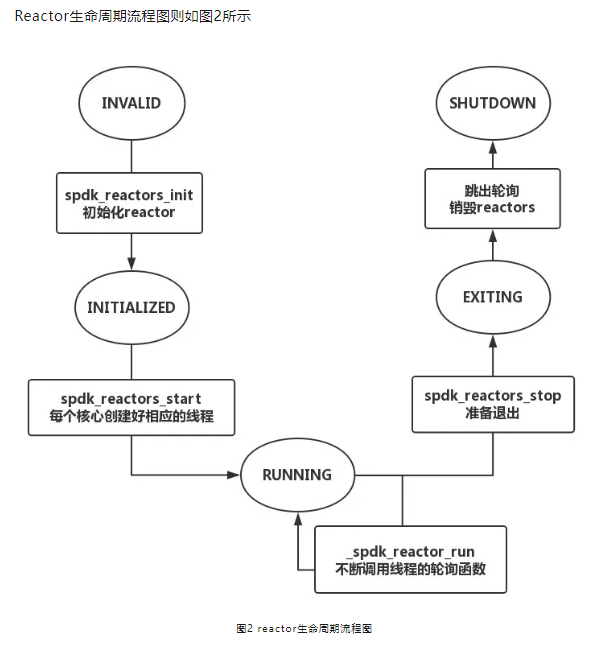 Reactor生命周期流程图则如图2所示
INVALID
spdk_reactors_init
初始化reactor
INITIALIZED
spdk_reactors_start
每个核心创建好相应的线程
RUNNING
_spdk_reactor_run
不断调用线程的轮询函数
spdk_reactors_stop
准备退出
EXITING
跳出轮询
销毁reactors
SHUTDOWN
图2 reactor生命周期流程图